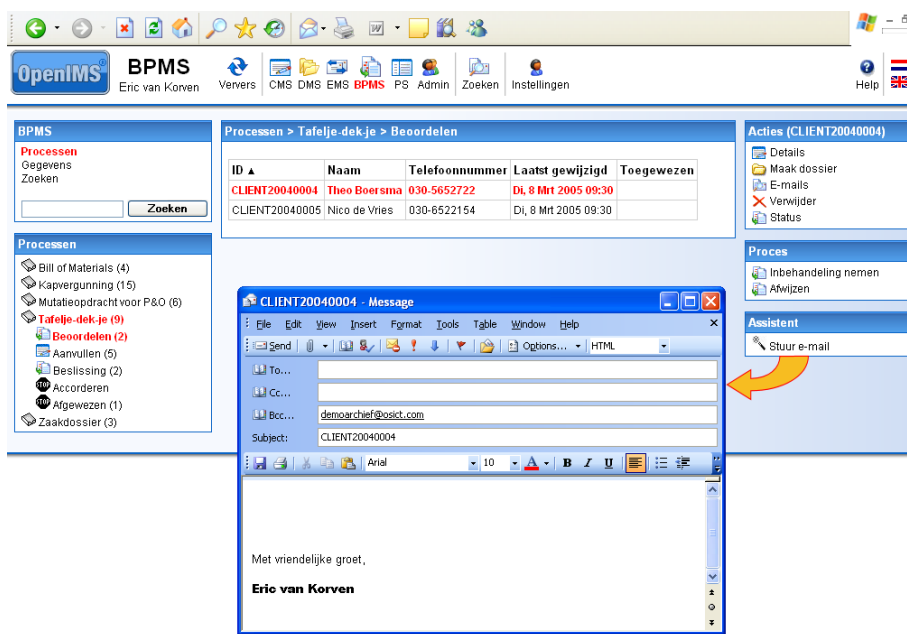 OpenIMS®
BPMS
Eric van Korven
Ververs
CMS DMS EMS BPMS PS Admin
Zoeken
Instellingen
Help
BPMS
Processen
Gegevens
Zoeken
Zoeken
Processen
Bill of Materials (4)
Kapvergunning (15)
Mutatieopdracht voor P&O (6)
Tafelje-dek-je (9)
Beoordelen (2)
Aanvullen (5)
Beslissing (2)
STOP Accorderen
STOP Afgewezen (1)
Zaakdossier (3)
Processen > Tafelje-dek-je > Beoordelen
ID ▲ Naam Telefoonnummer Laatst gewijzigd Toegewezen
CLIENT20040004 Theo Boersma 030-5652722 Di, 8 Mrt 2005 09:30
CLIENT20040005 Nico de Vries 030-6522154 Di, 8 Mrt 2005 09:30
Acties (CLIENT20040004)
Details
Maak dossier
E-mails
Verwijder
Status
Proces
Inbehandeling nemen
Afwijzen
Assistent
Stuur e-mail
CLIENT20040004 - Message
File Edit View Insert Format Tools Table Window Help
Send Options... HTML
To...
Cc...
Bcc... demoarchief@osict.com
Subject: CLIENT20040004
Arial 10 A B I U
Met vriendelijke groet,
Eric van Korven